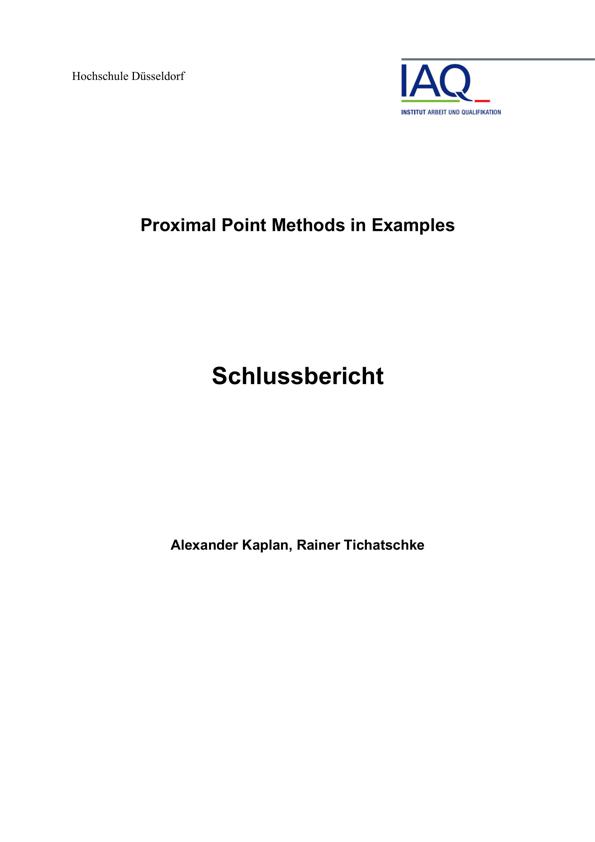 Hochschule Düsseldorf
IAQ
INSTITUT ARBEIT UND QUALIFIKATION
Proximal Point Methods in Examples
Schlussbericht
Alexander Kaplan, Rainer Tichatschke